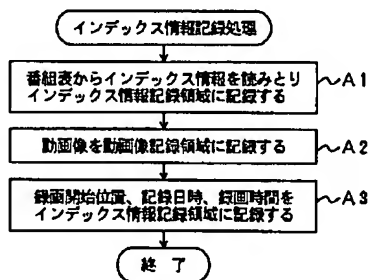 インデックス情報記録処理
番組表からインデックス情報を読みとり
インデックス情報記録領域に記録する
A1
動画像を動画像記録領域に記録する
A2
録画開始位置、記録日時、録画時間を
インデックス情報記録領域に記録する
A3
終了